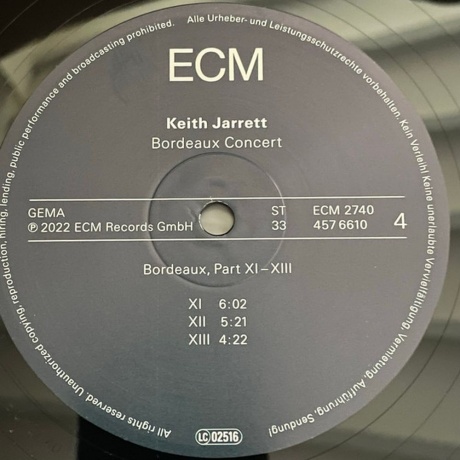 ECM
Keith Jarrett
Bordeaux Concert
GEMA
℗ 2022 ECM Records GmbH
ST
33
ECM 2740
457 6610
4
Bordeaux, Part XI–XIII
XI 6:02
XII 5:21
XIII 4:22
LC 02516
Alle Urheber- und Leistungsschutzrechte vorbehalten. Kein Verleih! Keine unerlaubte Vervielfältigung, Vermietung, Aufführung, Sendung!
All rights reserved. Unauthorized copying, reproduction, hiring, lending, public performance and broadcasting prohibited.